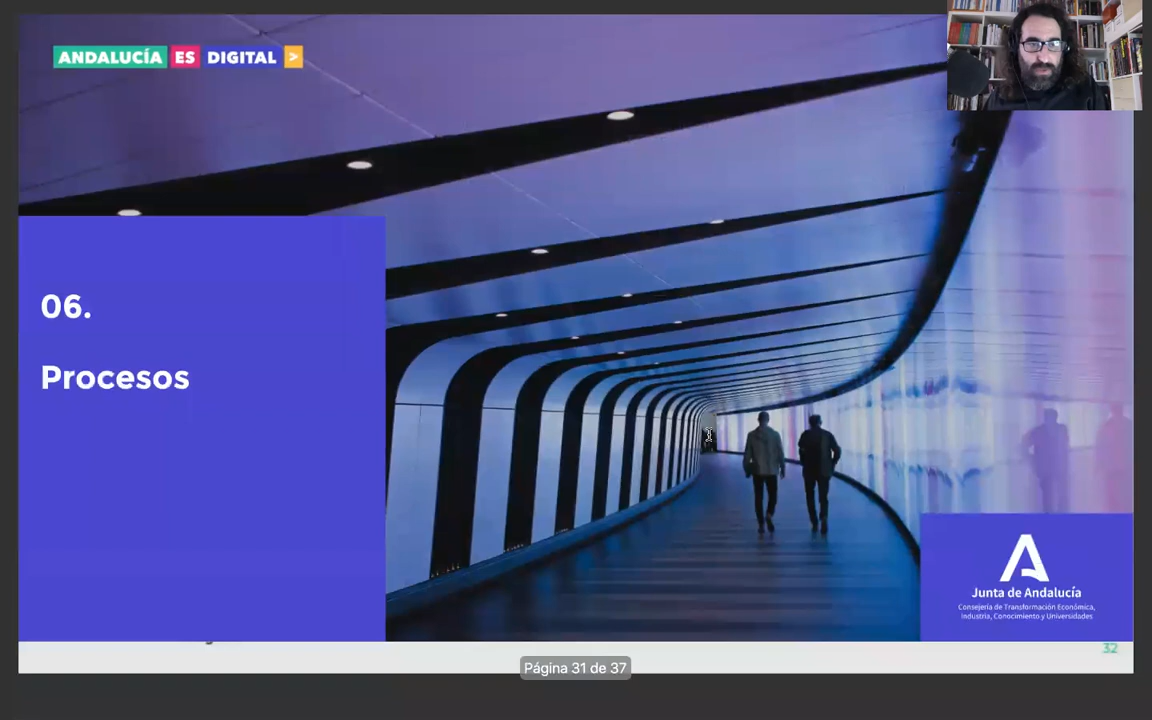 ANDALUCÍA ES DIGITAL >
06.
Procesos
Junta de Andalucía
Consejería de Transformación Económica,
Industria, Conocimiento y Universidades
32
Página 31 de 37